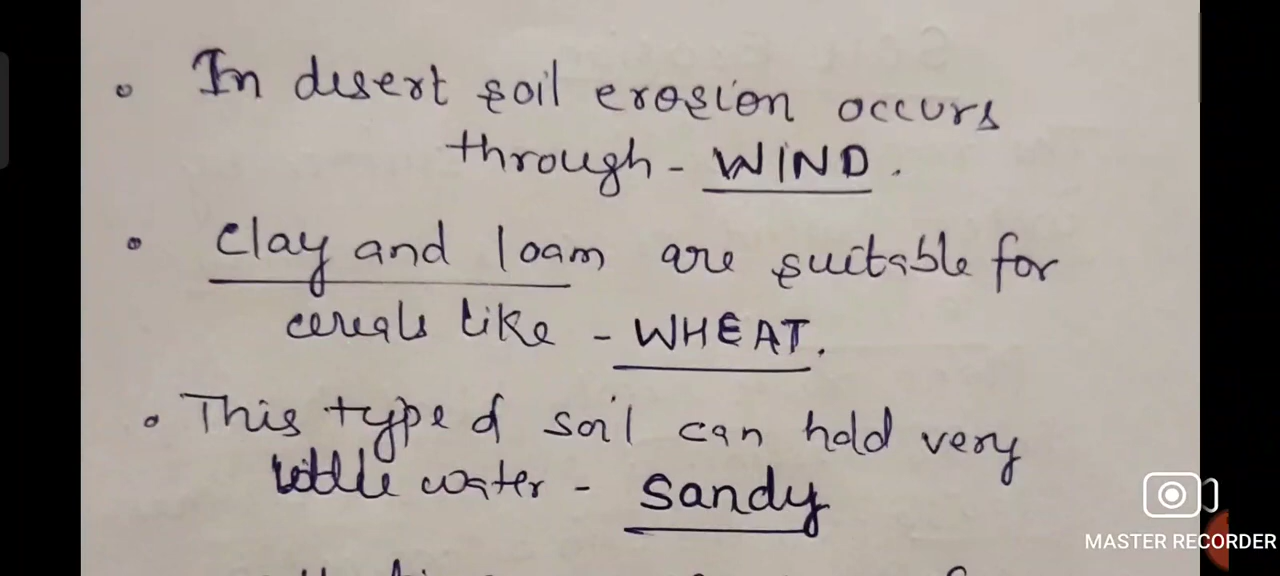 In desert soil erosion occurs
through - WIND.
Clay and loam are suitable for
cereals like - WHEAT.
This type of soil can hold very
little water - Sandy
MASTER RECORDER